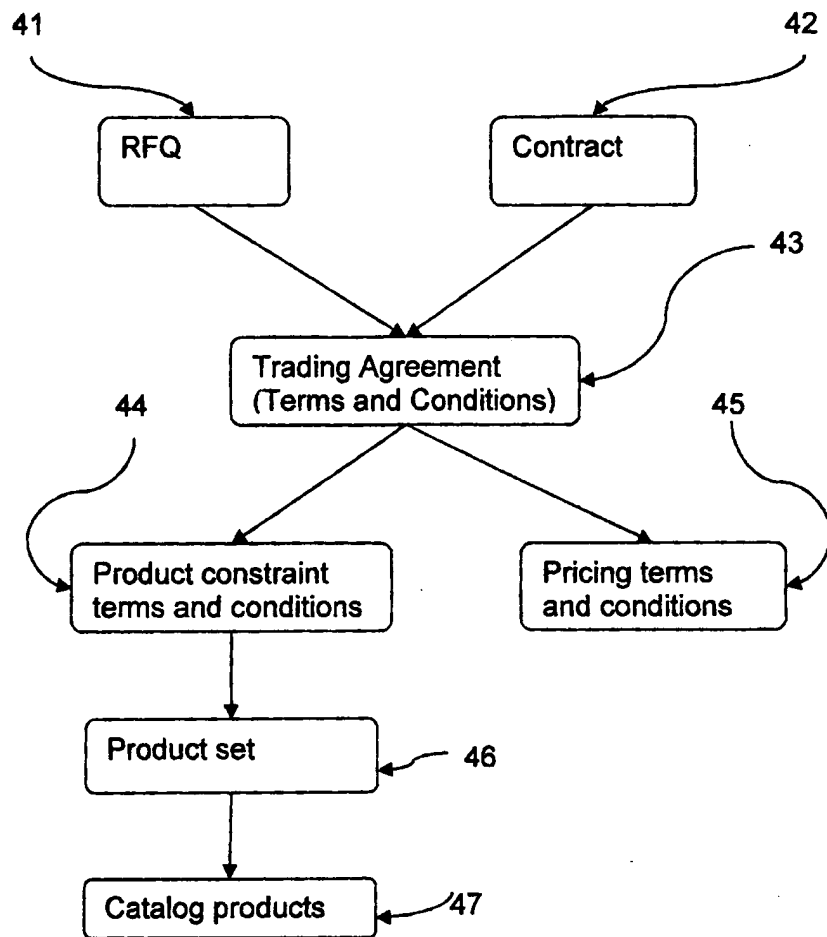 41
42
RFQ
Contract
43
Trading Agreement
(Terms and Conditions)
44
45
Product constraint
terms and conditions
Pricing terms
and conditions
Product set
46
Catalog products
47